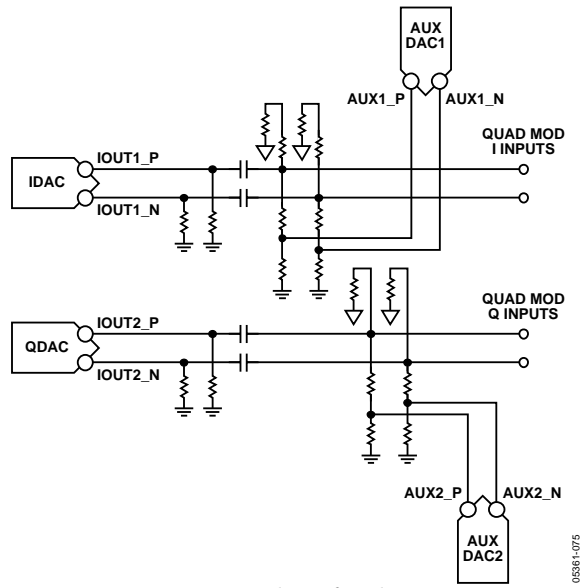 AUX
DAC1
AUX1_P
AUX1_N
QUAD MOD
I INPUTS
IOUT1_P
IDAC
IOUT1_N
QUAD MOD
Q INPUTS
IOUT2_P
QDAC
IOUT2_N
AUX2_P
AUX2_N
AUX
DAC2
05361-075